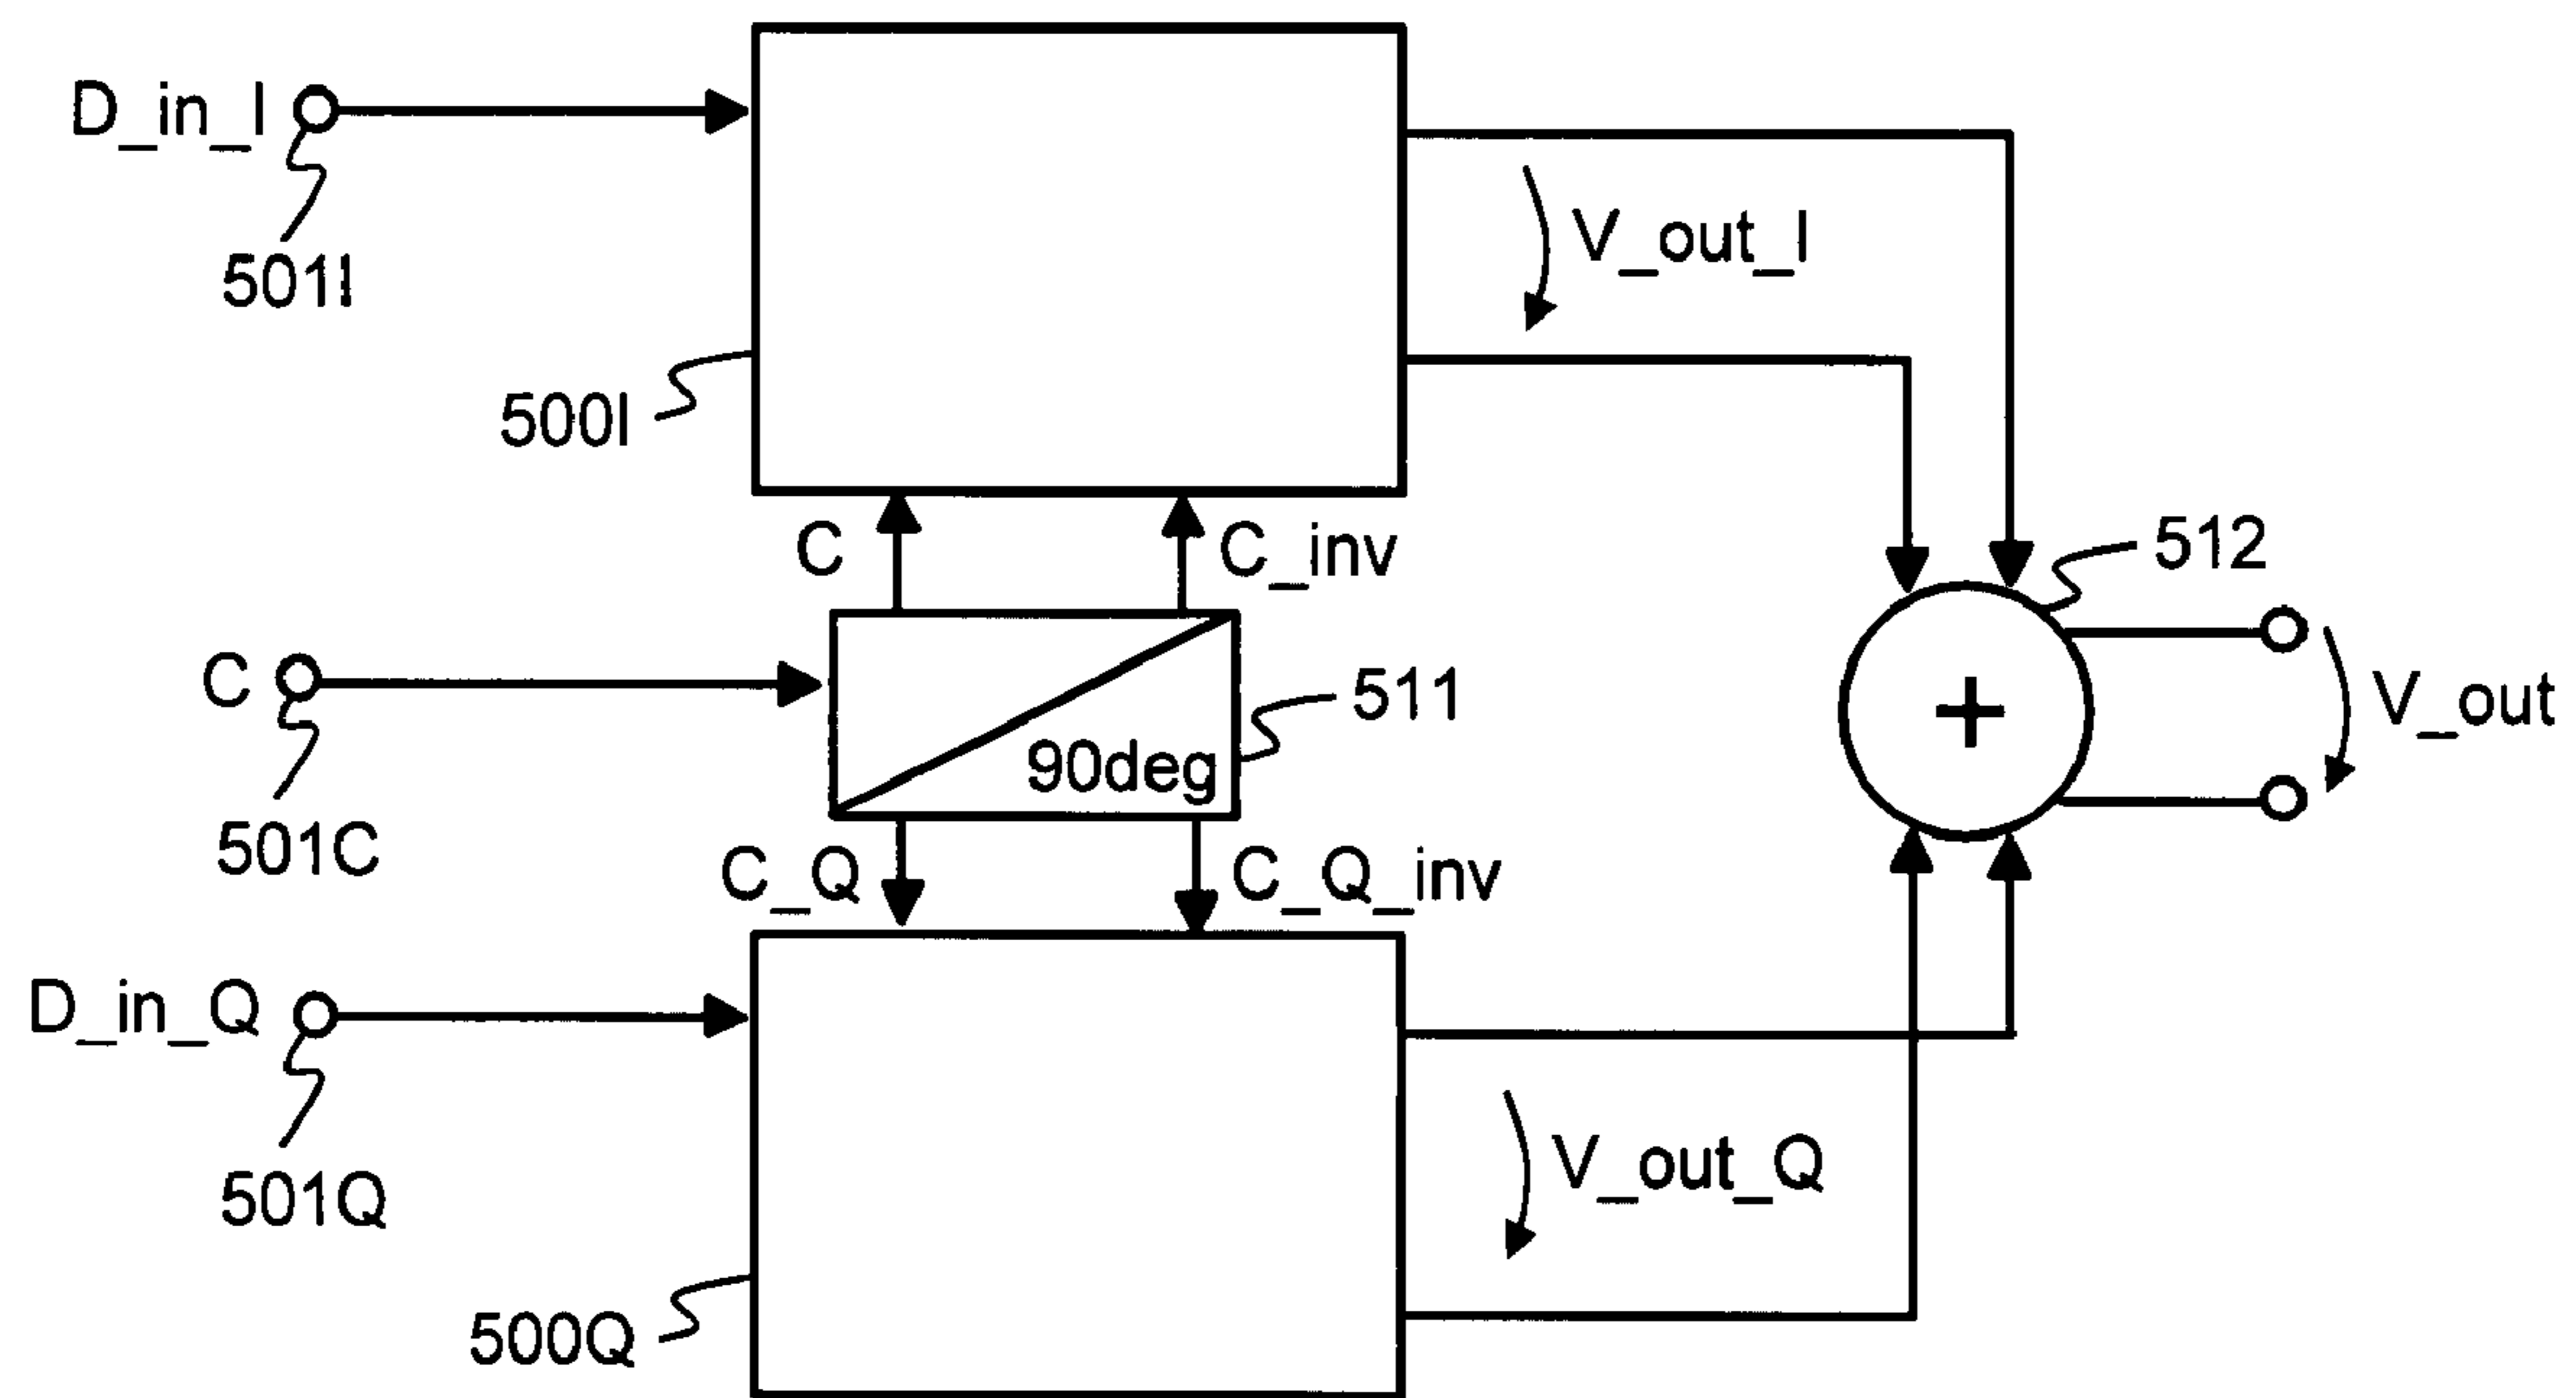 D_in_I
501I
V_out_I
500I
C
C_inv
512
C
511
+
V_out
90deg
501C
C_Q
C_Q_inv
D_in_Q
501Q
V_out_Q
500Q